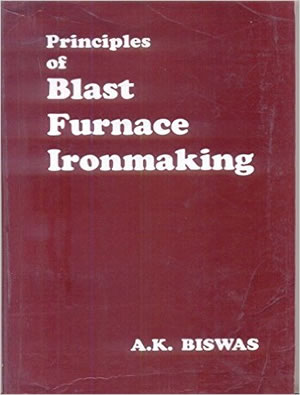 Principles
of
Blast
Furnace
Ironmaking
A.K. BISWAS